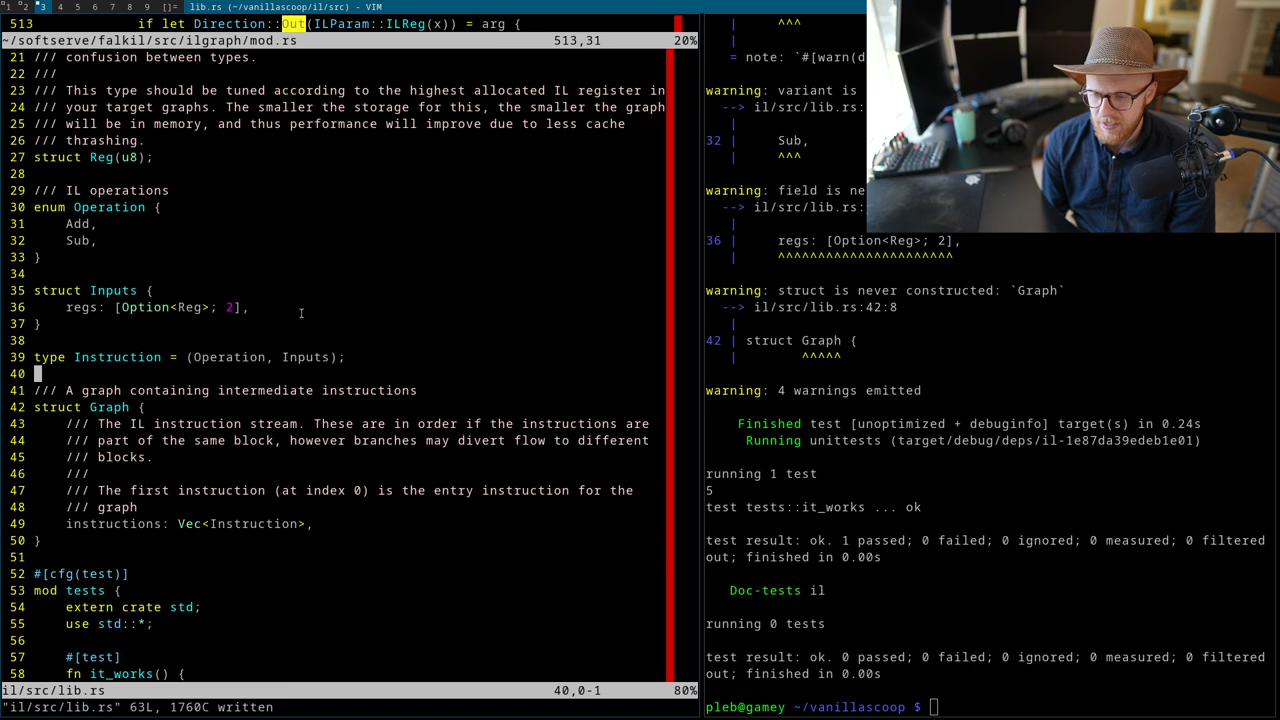 1 2 3 4 5 6 7 8 9 []= lib.rs (~/vanillascoop/il/src) - VIM
513             if let Direction::Out(ILParam::ILReg(x)) = arg {
~/softserve/falkil/src/ilgraph/mod.rs 513,31 20%
21 /// confusion between types.
22 ///
23 /// This type should be tuned according to the highest allocated IL register in
24 /// your target graphs. The smaller the storage for this, the smaller the graph
25 /// will be in memory, and thus performance will improve due to less cache
26 /// thrashing.
27 struct Reg(u8);
28
29 /// IL operations
30 enum Operation {
31     Add,
32     Sub,
33 }
34
35 struct Inputs {
36     regs: [Option<Reg>; 2],
37 }
38
39 type Instruction = (Operation, Inputs);
40
41 /// A graph containing intermediate instructions
42 struct Graph {
43     /// The IL instruction stream. These are in order if the instructions are
44     /// part of the same block, however branches may divert flow to different
45     /// blocks.
46     ///
47     /// The first instruction (at index 0) is the entry instruction for the
48     /// graph
49     instructions: Vec<Instruction>,
50 }
51
52 #[cfg(test)]
53 mod tests {
54     extern crate std;
55     use std::*;
56
57     #[test]
58     fn it_works() {
il/src/lib.rs 40,0-1 80%
"il/src/lib.rs" 63L, 1760C written
   |     ^^^
   |
   = note: `#[warn(d
warning: variant is
  --> il/src/lib.rs:
   |
32 |     Sub,
   |     ^^^
warning: field is ne
  --> il/src/lib.rs:
36 |     regs: [Option<Reg>; 2],
   |     ^^^^^^^^^^^^^^^^^^^^^^
warning: struct is never constructed: `Graph`
  --> il/src/lib.rs:42:8
   |
42 | struct Graph {
   |        ^^^^^
warning: 4 warnings emitted
    Finished test [unoptimized + debuginfo] target(s) in 0.24s
     Running unittests (target/debug/deps/il-1e87da39edeb1e01)
running 1 test
5
test tests::it_works ... ok
test result: ok. 1 passed; 0 failed; 0 ignored; 0 measured; 0 filtered
out; finished in 0.00s
   Doc-tests il
running 0 tests
test result: ok. 0 passed; 0 failed; 0 ignored; 0 measured; 0 filtered
out; finished in 0.00s
pleb@gamey ~/vanillascoop $